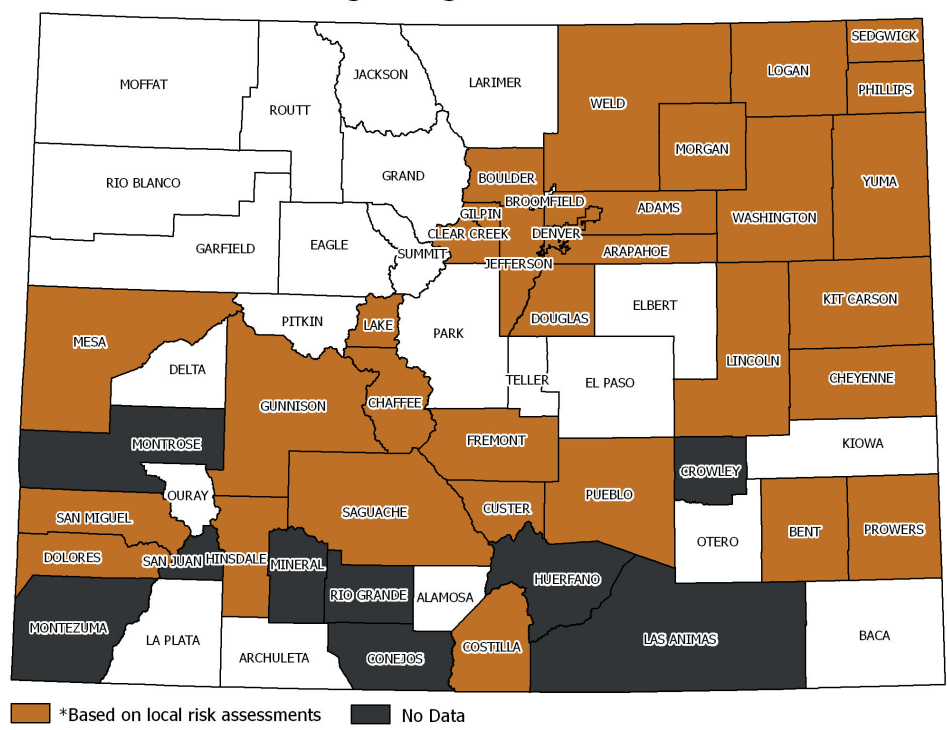 SEDGWICK
LOGAN
JACKSON
LARIMER
MOFFAT
PHILLIPS
WELD
ROUTT
MORGAN
GRAND
BOULDER
RIO BLANCO
YUMA
BROOMFIELD
ADAMS
GILPIN
WASHINGTON
CLEAR CREEK
DENVER
EAGLE
GARFIELD
SUMMIT
ARAPAHOE
JEFFERSON
KIT CARSON
ELBERT
PITKIN
LAKE
DOUGLAS
PARK
MESA
LINCOLN
DELTA
TELLER
EL PASO
CHEYENNE
GUNNISON
CHAFFEE
MONTROSE
FREMONT
KIOWA
CROWLEY
OURAY
PUEBLO
SAN MIGUEL
SAGUACHE
CUSTER
BENT
PROWERS
OTERO
DOLORES
SAN JUAN
HINSDALE
MINERAL
HUERFANO
RIO GRANDE
ALAMOSA
MONTEZUMA
LA PLATA
LAS ANIMAS
BACA
COSTILLA
ARCHULETA
CONEJOS
*Based on local risk assessments
No Data